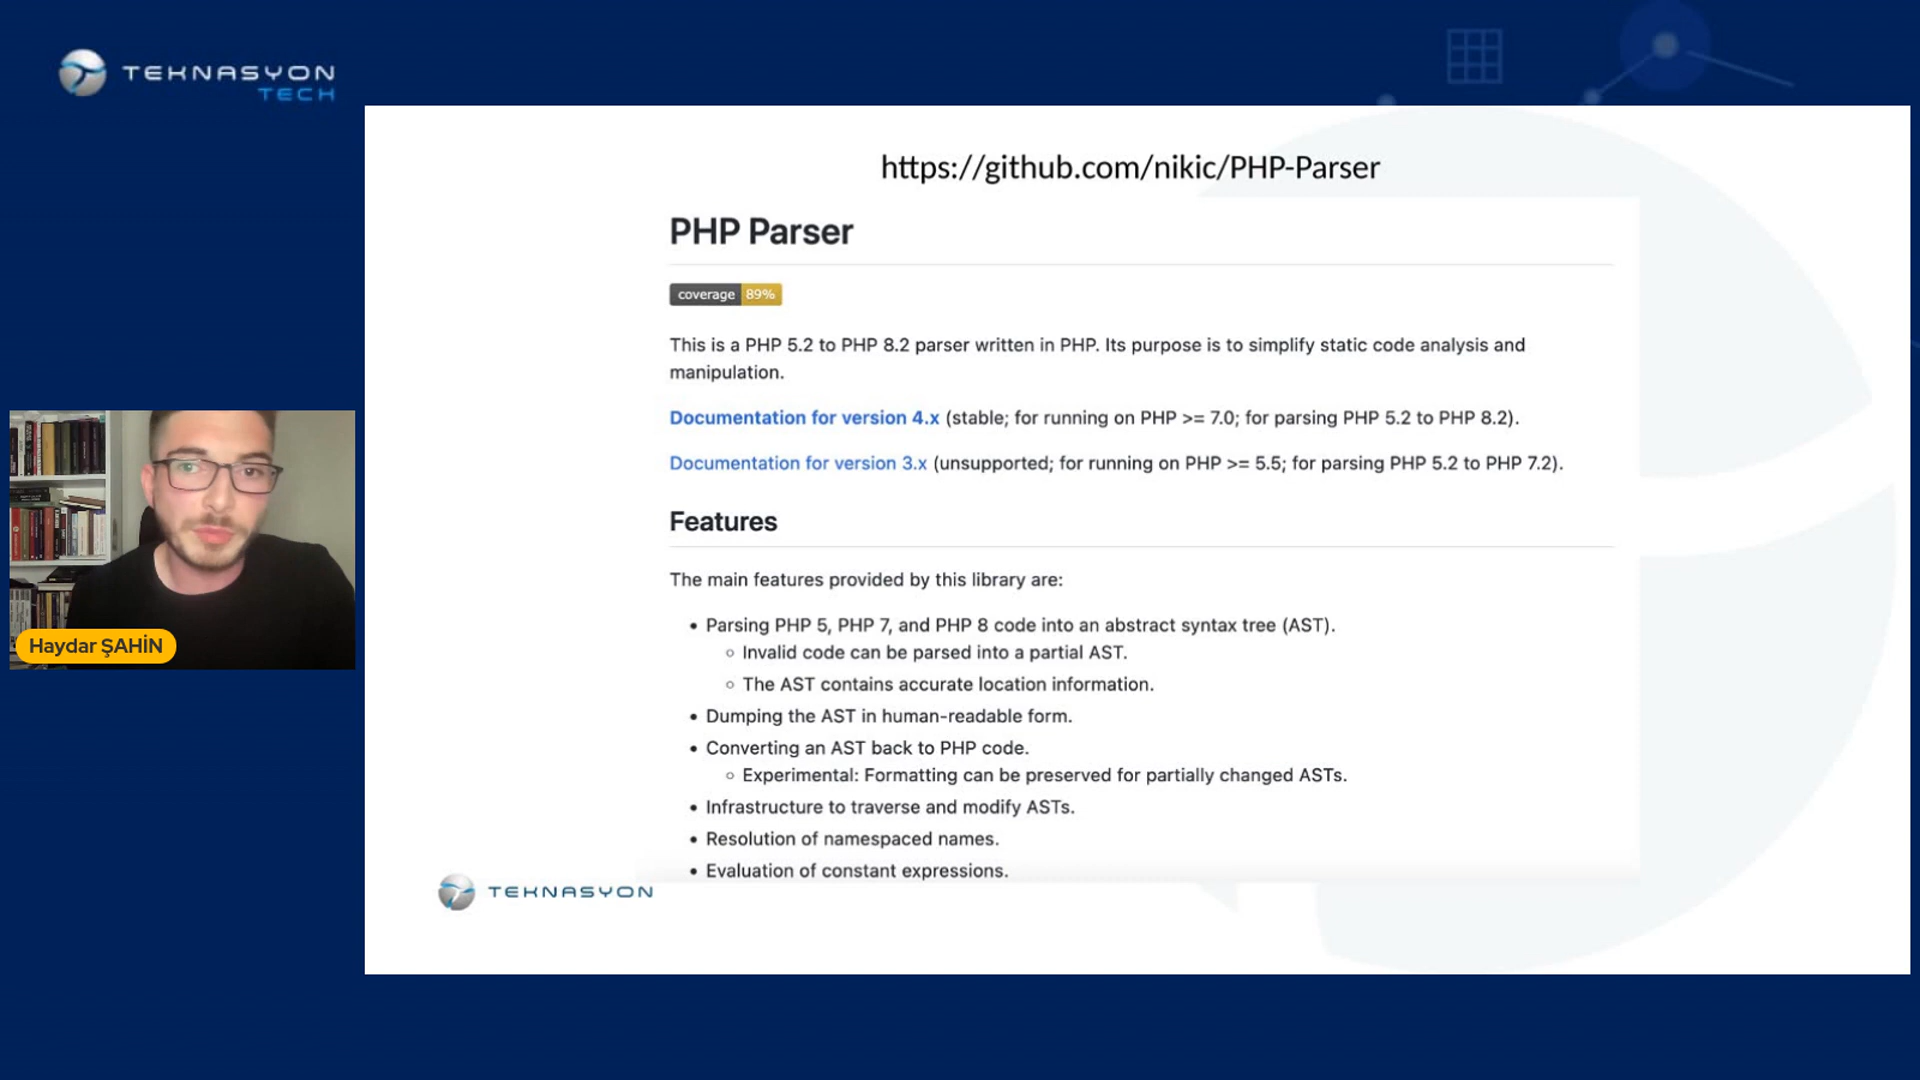 TEKNASYON
TECH
https://github.com/nikic/PHP-Parser
PHP Parser
coverage 89%
This is a PHP 5.2 to PHP 8.2 parser written in PHP. Its purpose is to simplify static code analysis and
manipulation.
Documentation for version 4.x (stable; for running on PHP >= 7.0; for parsing PHP 5.2 to PHP 8.2).
Documentation for version 3.x (unsupported; for running on PHP >= 5.5; for parsing PHP 5.2 to PHP 7.2).
Features
The main features provided by this library are:
• Parsing PHP 5, PHP 7, and PHP 8 code into an abstract syntax tree (AST).
◦ Invalid code can be parsed into a partial AST.
◦ The AST contains accurate location information.
• Dumping the AST in human-readable form.
• Converting an AST back to PHP code.
◦ Experimental: Formatting can be preserved for partially changed ASTs.
• Infrastructure to traverse and modify ASTs.
• Resolution of namespaced names.
• Evaluation of constant expressions.
TEKNASYON
Haydar ŞAHİN